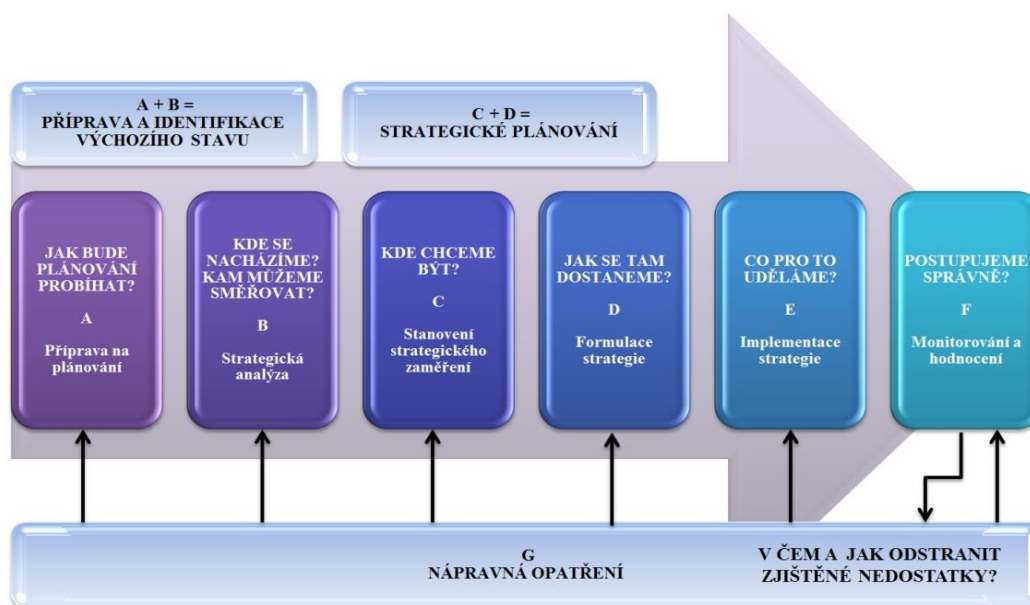 A + B =
PŘÍPRAVA A IDENTIFIKACE
VÝCHOZÍHO STAVU
C + D =
STRATEGICKÉ PLÁNOVÁNÍ
JAK BUDE
PLÁNOVÁNÍ
PROBÍHAT?
A
Příprava na
plánování
KDE SE
NACHÁZÍME?
KAM MŮŽEME
SMĚŘOVAT?
B
Strategická
analýza
KDE CHCEME
BÝT?
C
Stanovení
strategického
zaměření
JAK SE TAM
DOSTANEME?
D
Formulace
strategie
CO PRO TO
UDĚLÁME?
E
Implementace
strategie
POSTUPUJEME
SPRÁVNĚ?
F
Monitorování a
hodnocení
G
NÁPRAVNÁ OPATŘENÍ
V ČEM A JAK ODSTRANIT
ZJIŠTĚNÉ NEDOSTATKY?